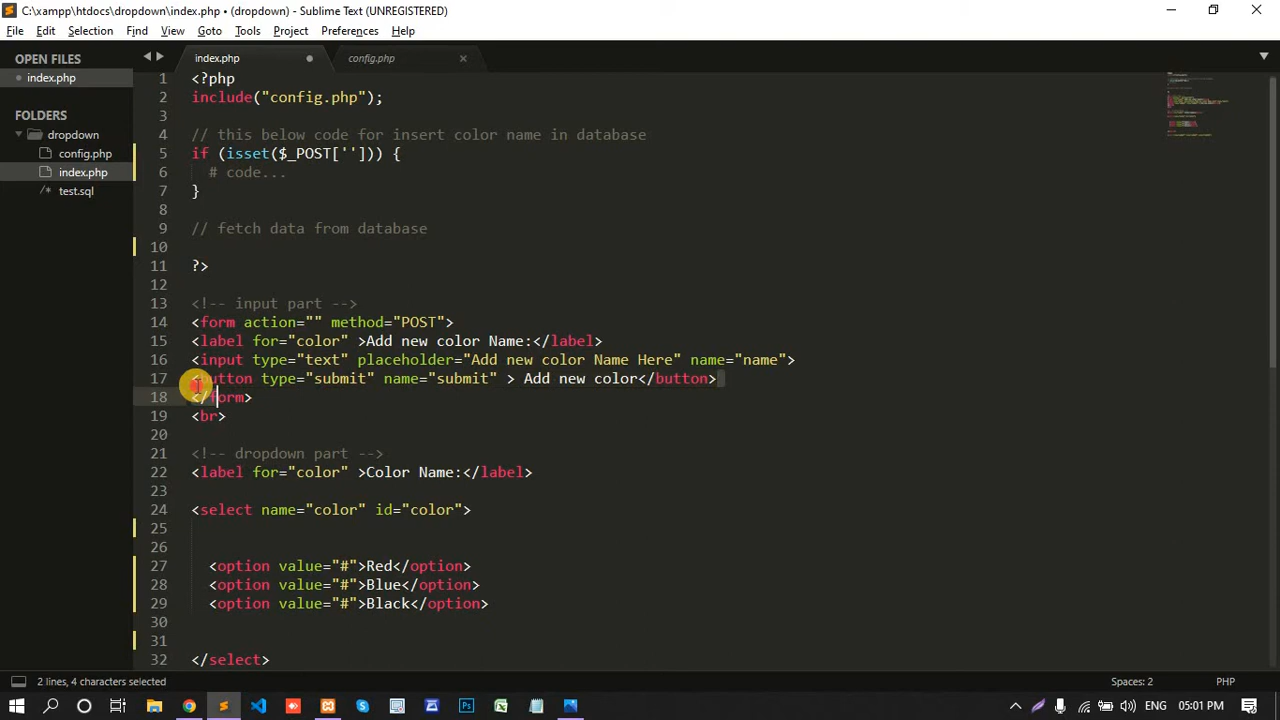 C:\xampp\htdocs\dropdown\index.php • (dropdown) - Sublime Text (UNREGISTERED)
File Edit Selection Find View Goto Tools Project Preferences Help
OPEN FILES
index.php
FOLDERS
dropdown
config.php
index.php
test.sql
index.php config.php
1 <?php
2 include("config.php");
3
4 // this below code for insert color name in database
5 if (isset($_POST[''])) {
6 # code...
7 }
8
9 // fetch data from database
10
11 ?>
12
13 <!-- input part -->
14 <form action="" method="POST">
15 <label for="color" >Add new color Name:</label>
16 <input type="text" placeholder="Add new color Name Here" name="name">
17 <button type="submit" name="submit" > Add new color</button>
18 </form>
19 <br>
20
21 <!-- dropdown part -->
22 <label for="color" >Color Name:</label>
23
24 <select name="color" id="color">
25
26
27 <option value="#">Red</option>
28 <option value="#">Blue</option>
29 <option value="#">Black</option>
30
31
32 </select>
2 lines, 4 characters selected Spaces: 2 PHP
ENG 05:01 PM